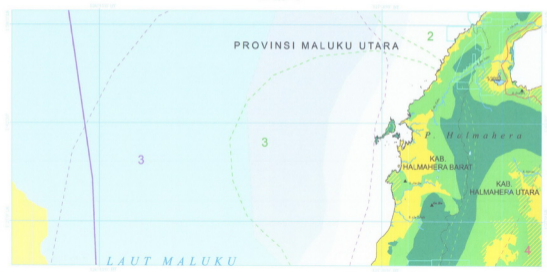 2
PROVINSI MALUKU UTARA
P. Halmahera
3
3
KAB.
HALMAHERA BARAT
KAB.
HALMAHERA UTARA
4
LAUT MALUKU